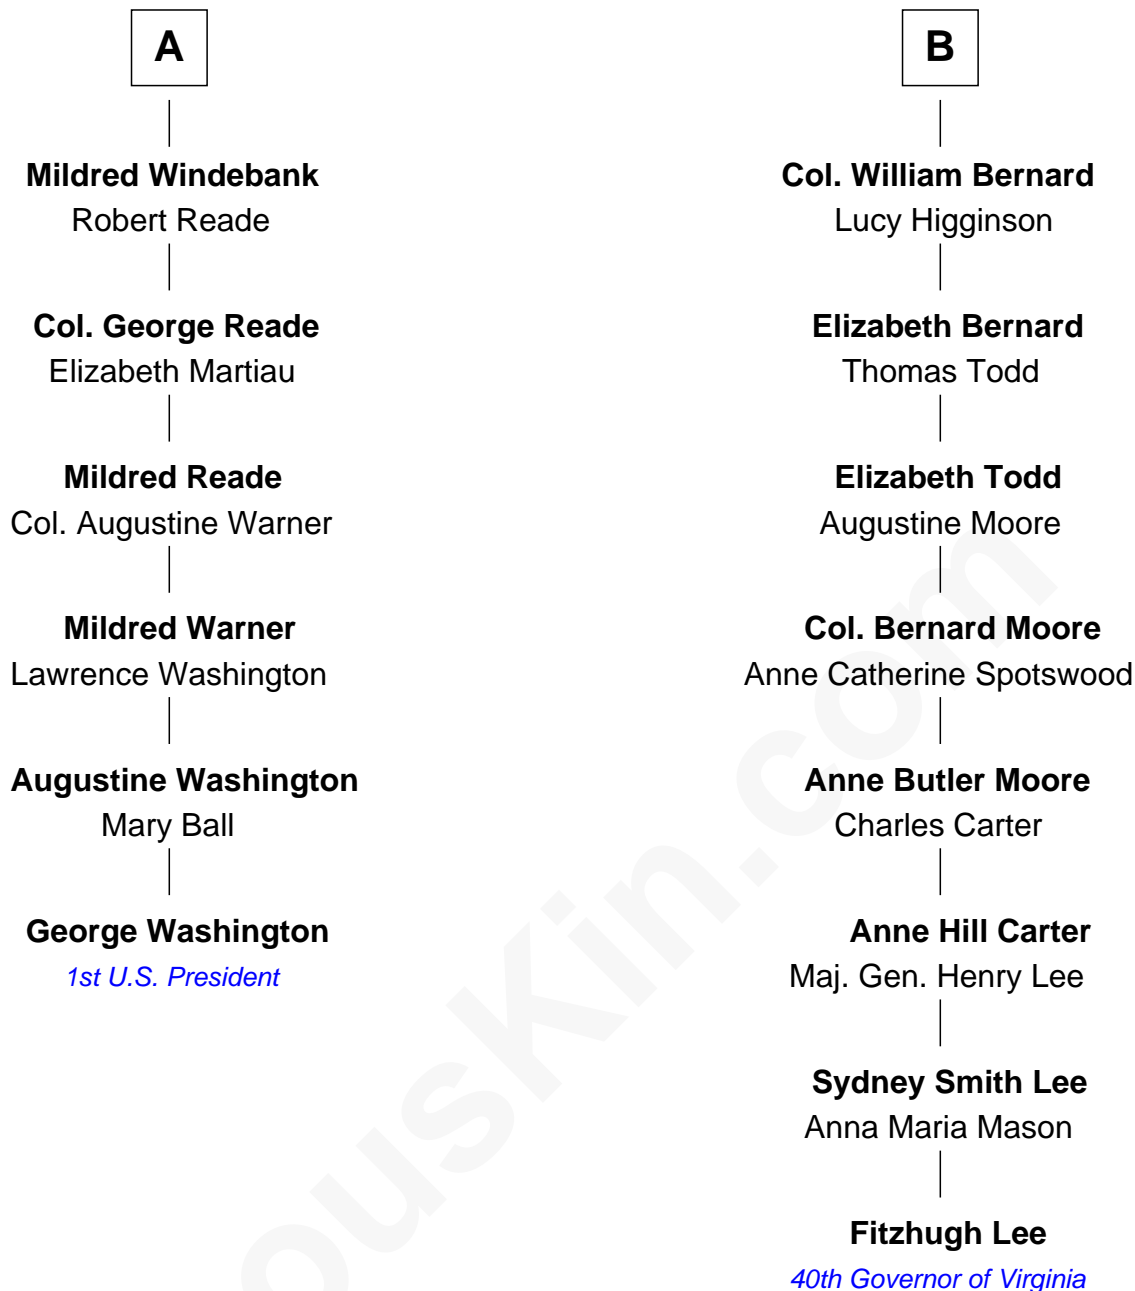 A
Mildred Windebank
Robert Reade
Col. George Reade
Elizabeth Martiau
Mildred Reade
Col. Augustine Warner
Mildred Warner
Lawrence Washington
Augustine Washington
Mary Ball
George Washington
1st U.S. President
B
Col. William Bernard
Lucy Higginson
Elizabeth Bernard
Thomas Todd
Elizabeth Todd
Augustine Moore
Col. Bernard Moore
Anne Catherine Spotswood
Anne Butler Moore
Charles Carter
Anne Hill Carter
Maj. Gen. Henry Lee
Sydney Smith Lee
Anna Maria Mason
Fitzhugh Lee
40th Governor of Virginia
ousKin.com